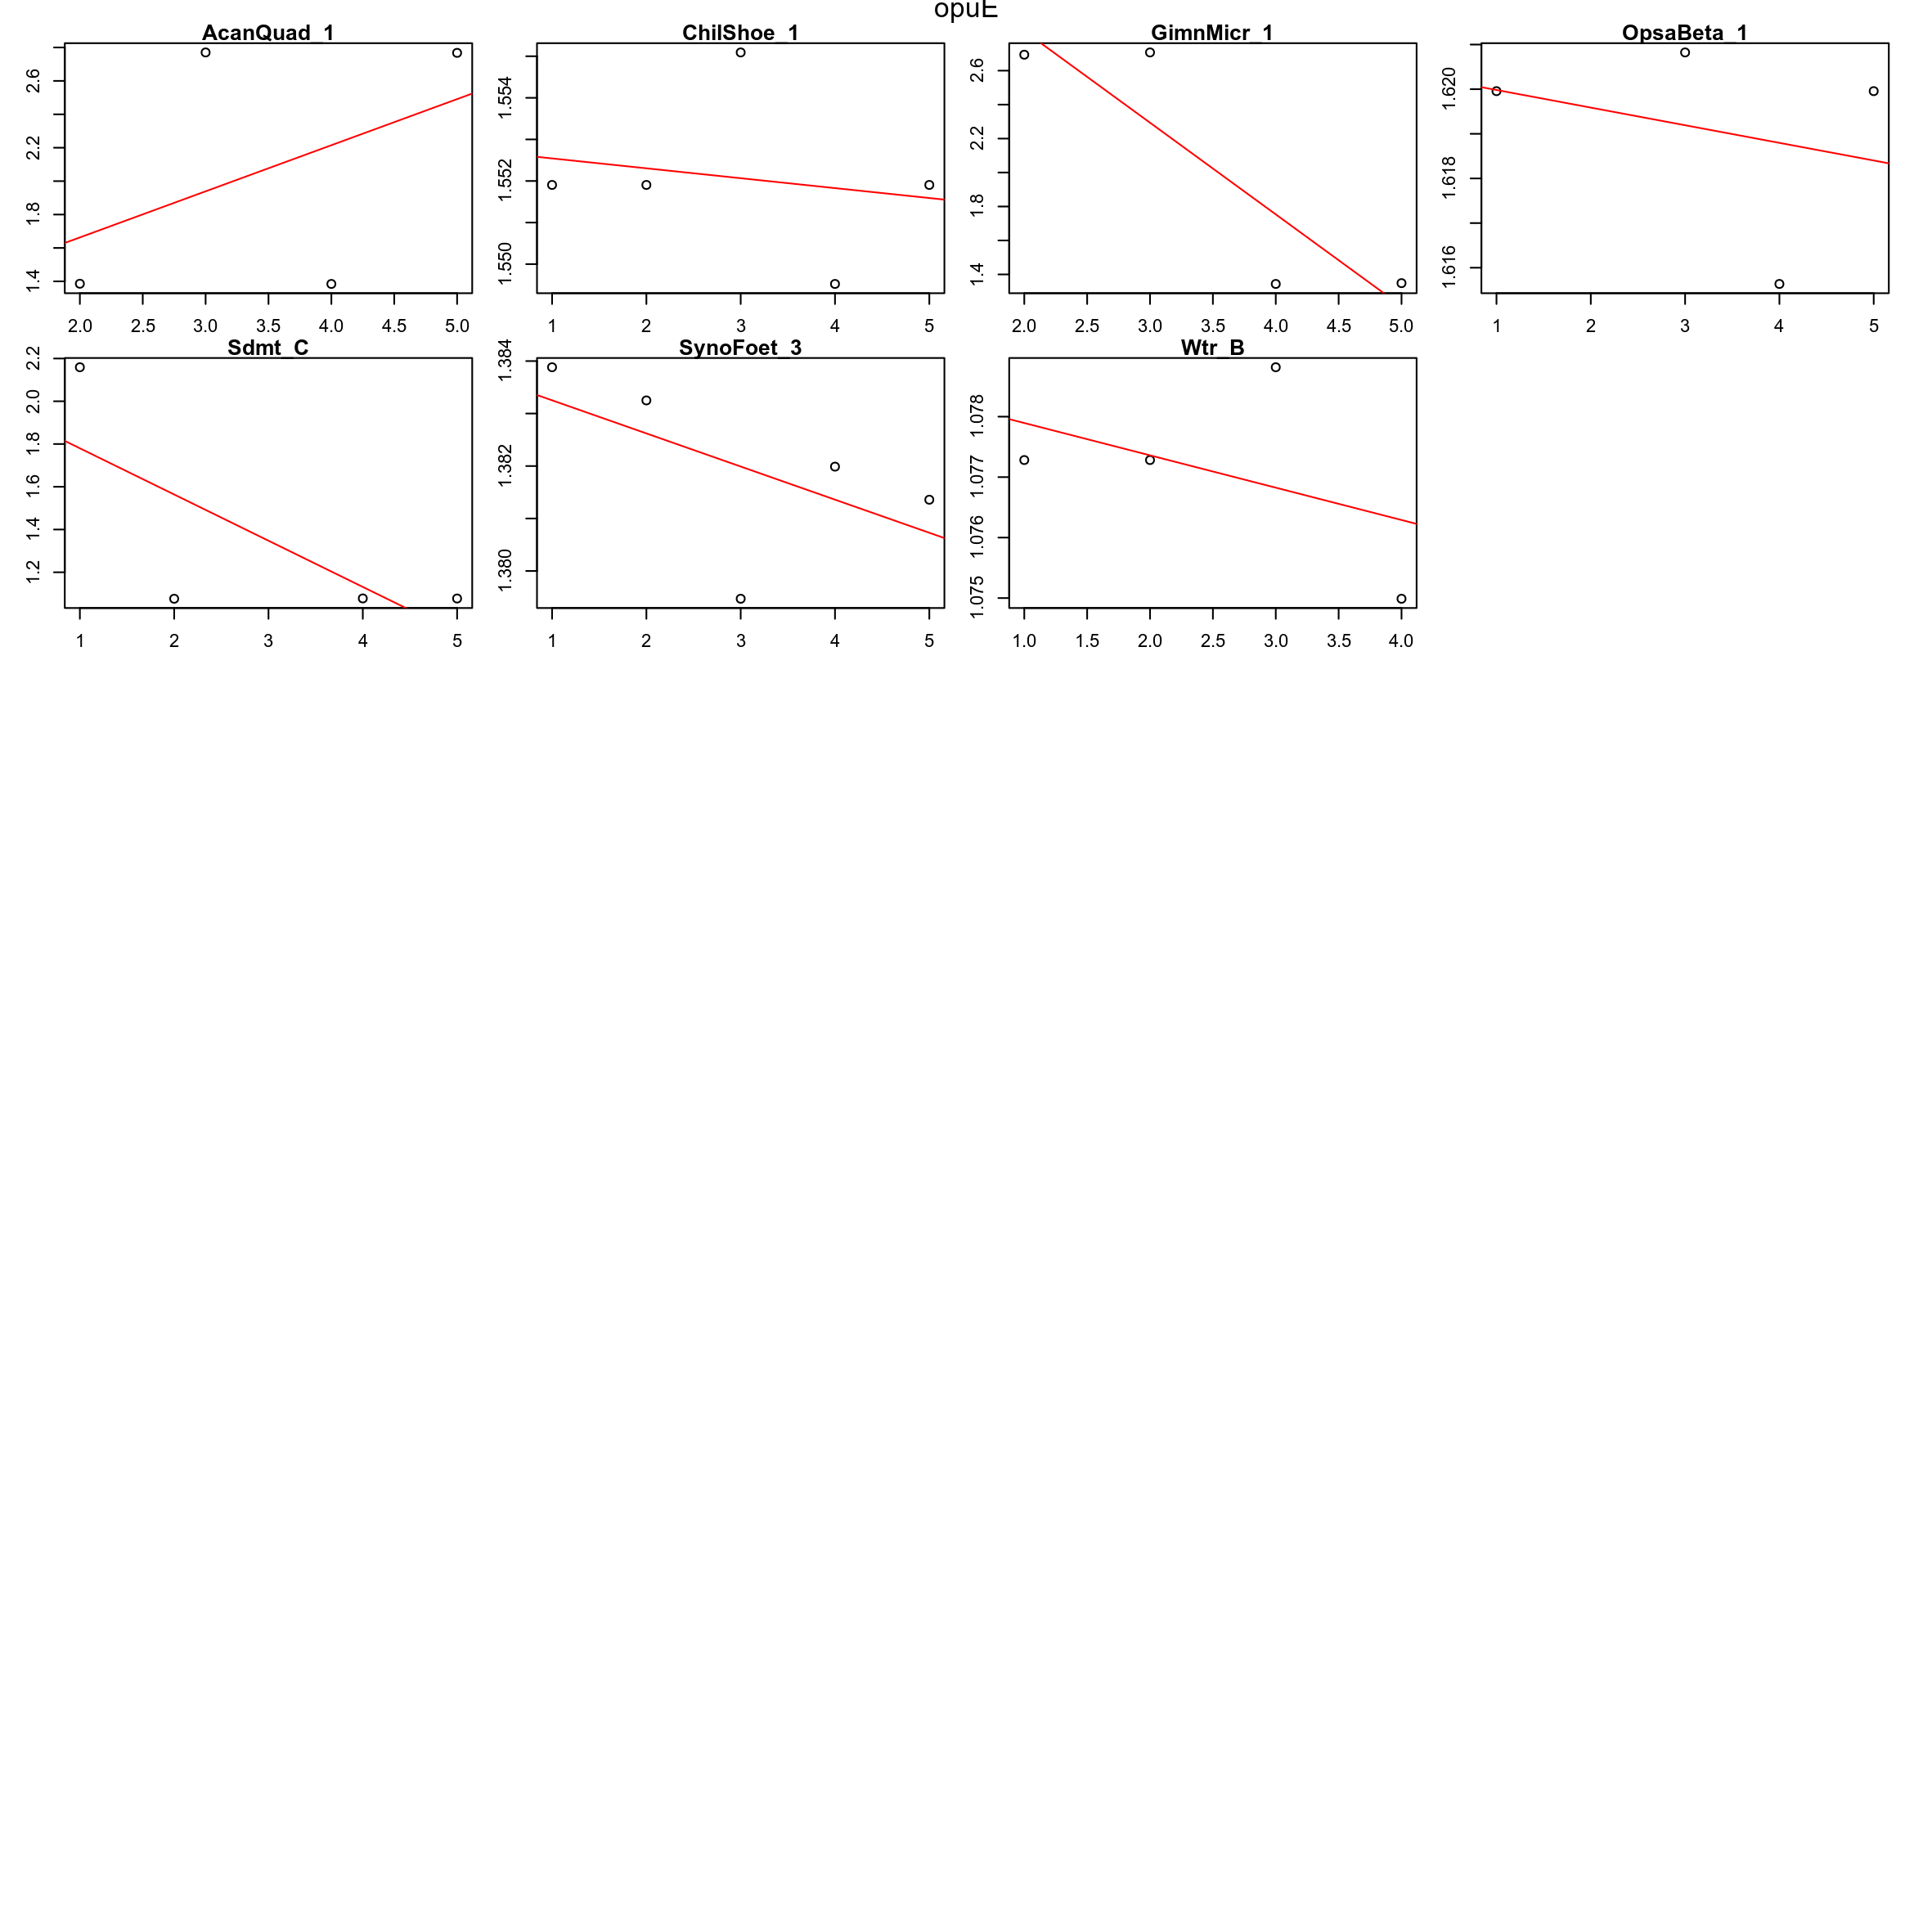 opuE
AcanQuad_1
ChilShoe_1
GimnMicr_1
OpsaBeta_1
1.4 1.8 2.2 2.6
2.0 2.5 3.0 3.5 4.0 4.5 5.0
1.550 1.552 1.554
1 2 3 4 5
1.4 1.8 2.2 2.6
2.0 2.5 3.0 3.5 4.0 4.5 5.0
1.616 1.618 1.620
1 2 3 4 5
Sdmt_C
SynoFoet_3
Wtr_B
1.2 1.4 1.6 1.8 2.0 2.2
1 2 3 4 5
1.380 1.382 1.384
1 2 3 4 5
1.075 1.076 1.077 1.078
1.0 1.5 2.0 2.5 3.0 3.5 4.0